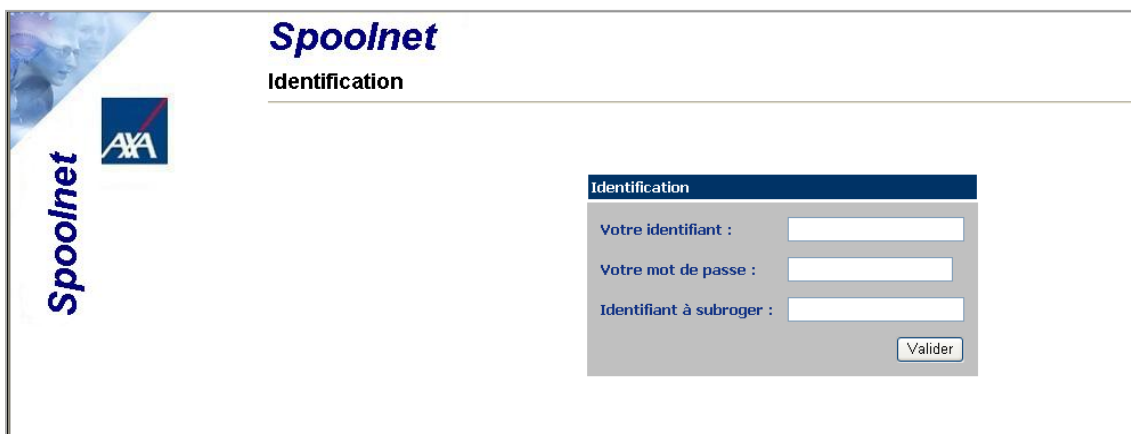 Spoolnet
Identification
AXA
Spoolnet
Identification
Votre identifiant :
Votre mot de passe :
Identifiant à subroger :
Valider